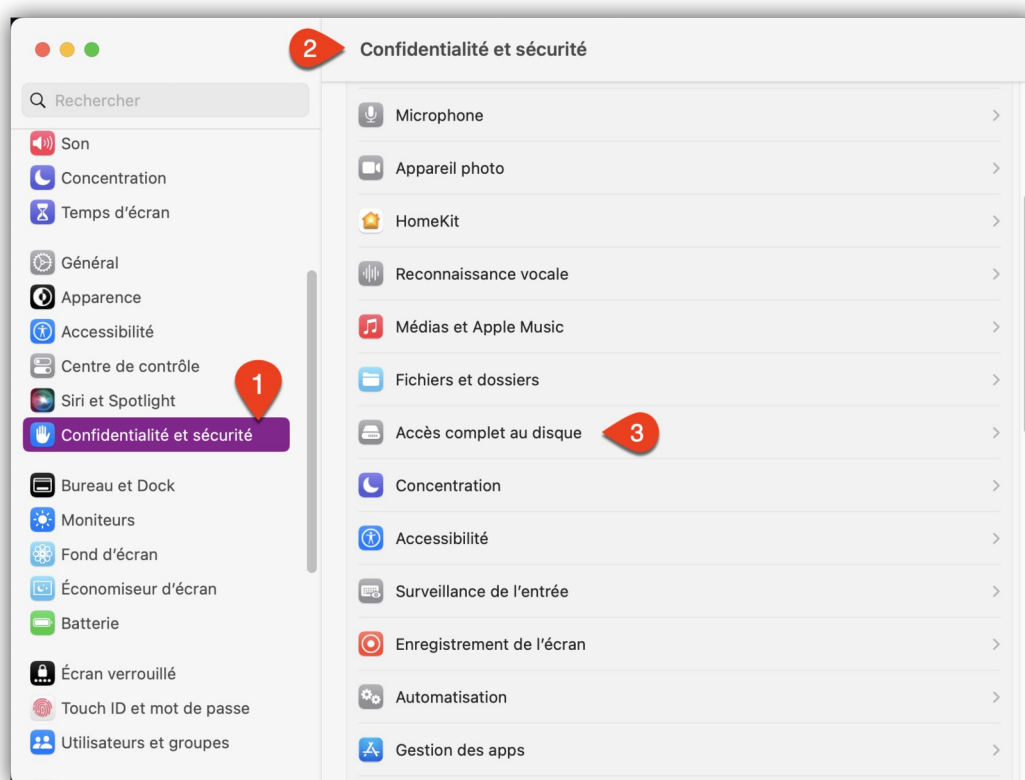 2
Confidentialité et sécurité
Rechercher
Son
Concentration
Temps d'écran
Général
Apparence
Accessibilité
Centre de contrôle
Siri et Spotlight
1
Confidentialité et sécurité
Bureau et Dock
Moniteurs
Fond d'écran
Économiseur d'écran
Batterie
Écran verrouillé
Touch ID et mot de passe
Utilisateurs et groupes
Microphone
Appareil photo
HomeKit
Reconnaissance vocale
Médias et Apple Music
Fichiers et dossiers
Accès complet au disque 3
Concentration
Accessibilité
Surveillance de l'entrée
Enregistrement de l'écran
Automatisation
Gestion des apps